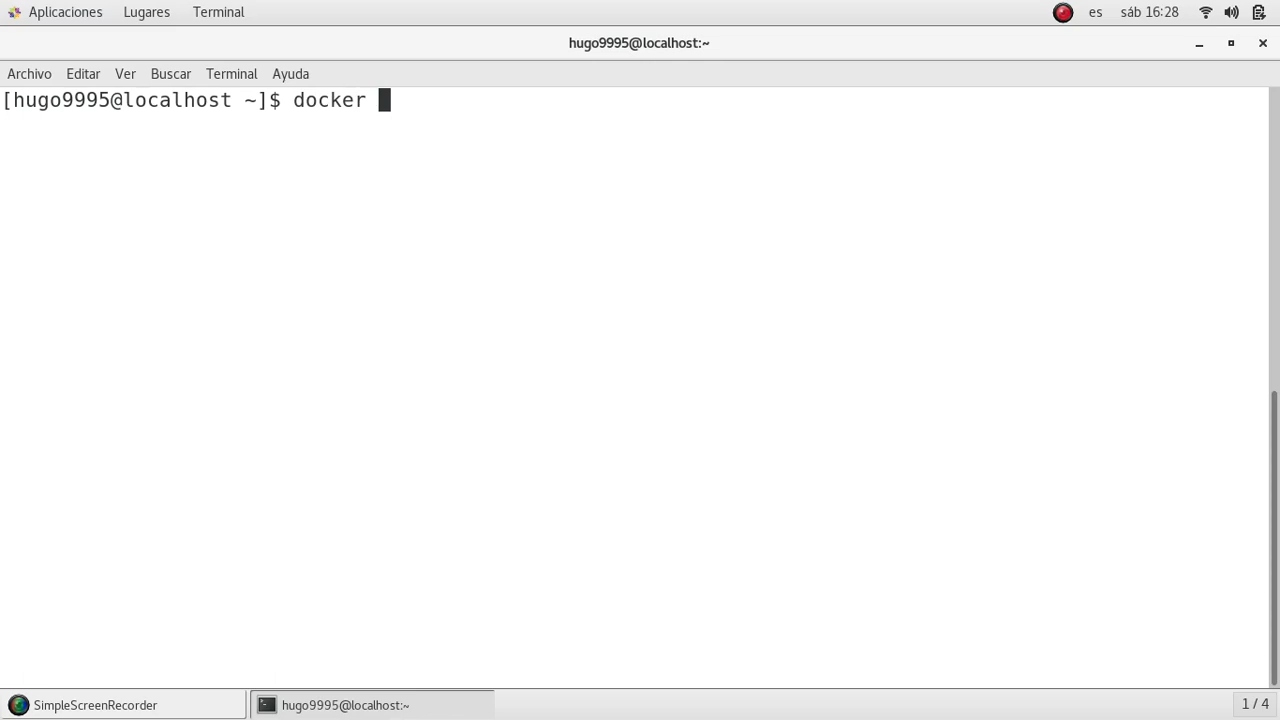 Aplicaciones Lugares Terminal es sáb 16:28
hugo9995@localhost:~
Archivo Editar Ver Buscar Terminal Ayuda
[hugo9995@localhost ~]$ docker
SimpleScreenRecorder hugo9995@localhost:~ 1 / 4